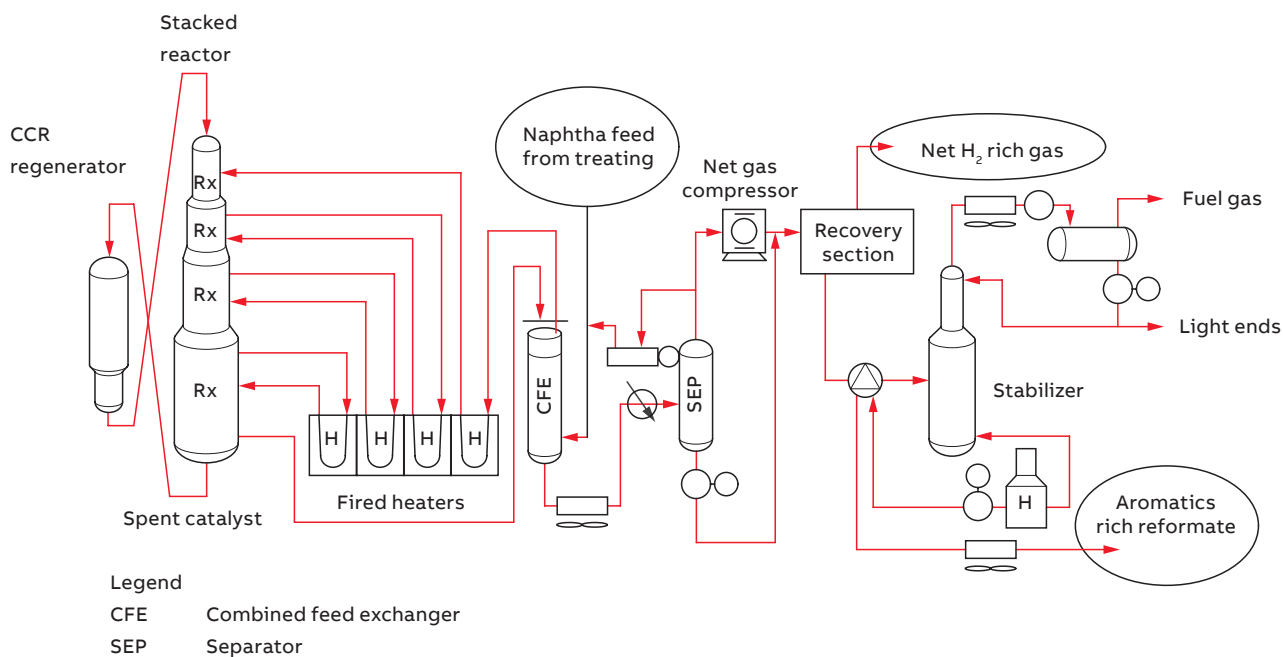 Stacked
reactor
CCR
regenerator
Rx
Rx
Rx
Rx
Spent catalyst
H
H
H
H
Fired heaters
Naphtha feed
from treating
CFE
SEP
Net gas
compressor
Recovery
section
Net H₂ rich gas
Fuel gas
Light ends
Stabilizer
H
Aromatics
rich reformate
Legend
CFE Combined feed exchanger
SEP Separator